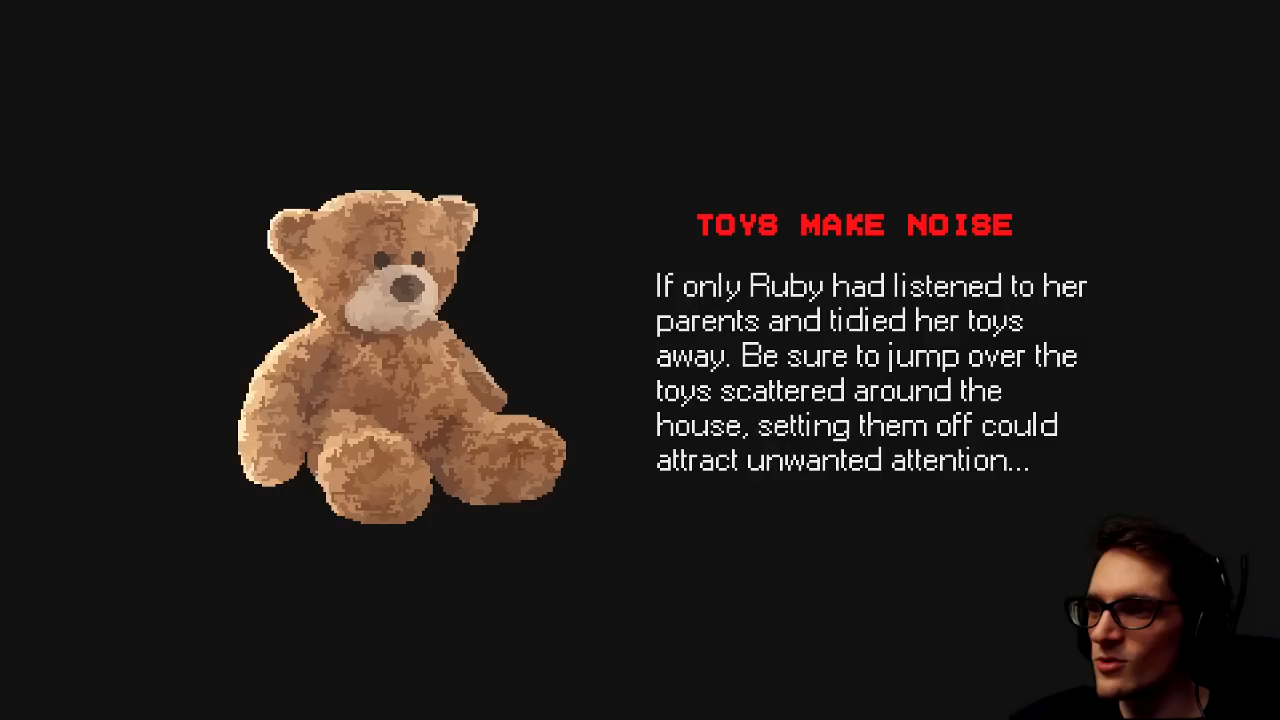 TOYS MAKE NOISE
If only Ruby had listened to her
parents and tidied her toys
away. Be sure to jump over the
toys scattered around the
house, setting them off could
attract unwanted attention...